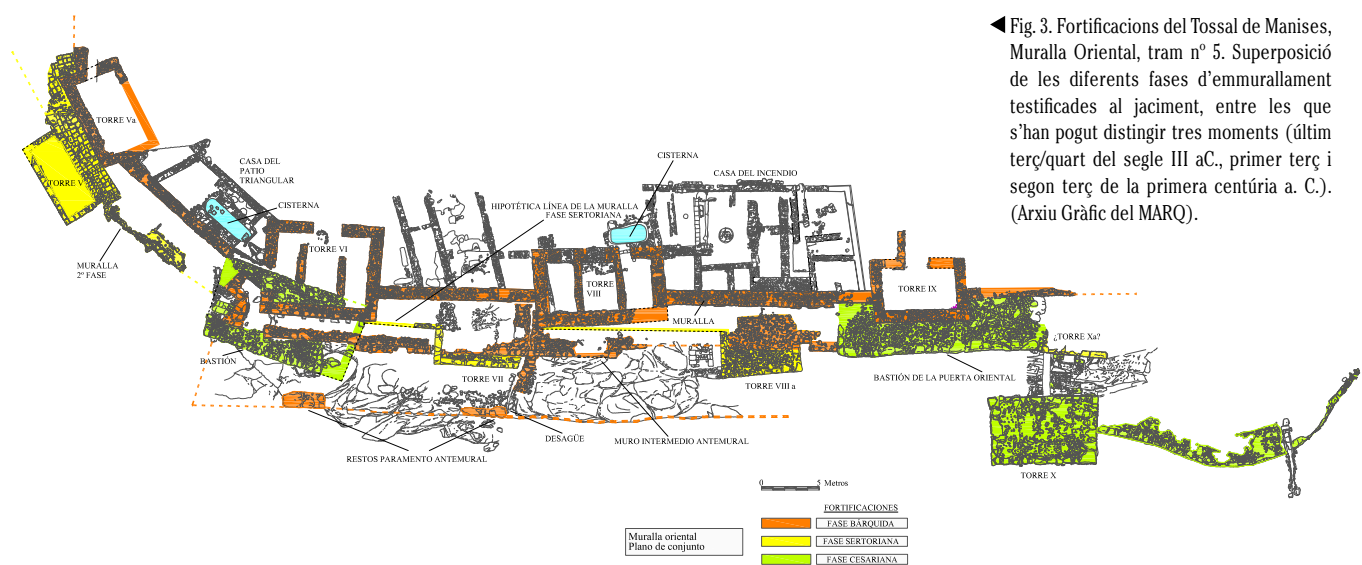 ◀ Fig. 3. Fortificacions del Tossal de Manises,
Muralla Oriental, tram nº 5. Superposició
de les diferents fases d'emmurallament
testificades al jaciment, entre les que
s'han pogut distingir tres moments (últim
terç/quart del segle III aC., primer terç i
segon terç de la primera centúria a. C.).
(Arxiu Gràfic del MARQ).
TORRE Va
TORRE V
CASA DEL
PATIO
TRIANGULAR
CISTERNA
MURALLA
2º FASE
TORRE VI
HIPOTÉTICA LÍNEA DE LA MURALLA
FASE SERTORIANA
CISTERNA
CASA DEL INCENDIO
TORRE
VIII
MURALLA
TORRE IX
¿TORRE Xa?
BASTIÓN
TORRE VII
TORRE VIII a
BASTIÓN DE LA PUERTA ORIENTAL
DESAGÜE
MURO INTERMEDIO ANTEMURAL
RESTOS PARAMENTO ANTEMURAL
TORRE X
0 5 Metros
FORTIFICACIONES
FASE BÁRQUIDA
FASE SERTORIANA
FASE CESARIANA
Muralla oriental
Plano de conjunto